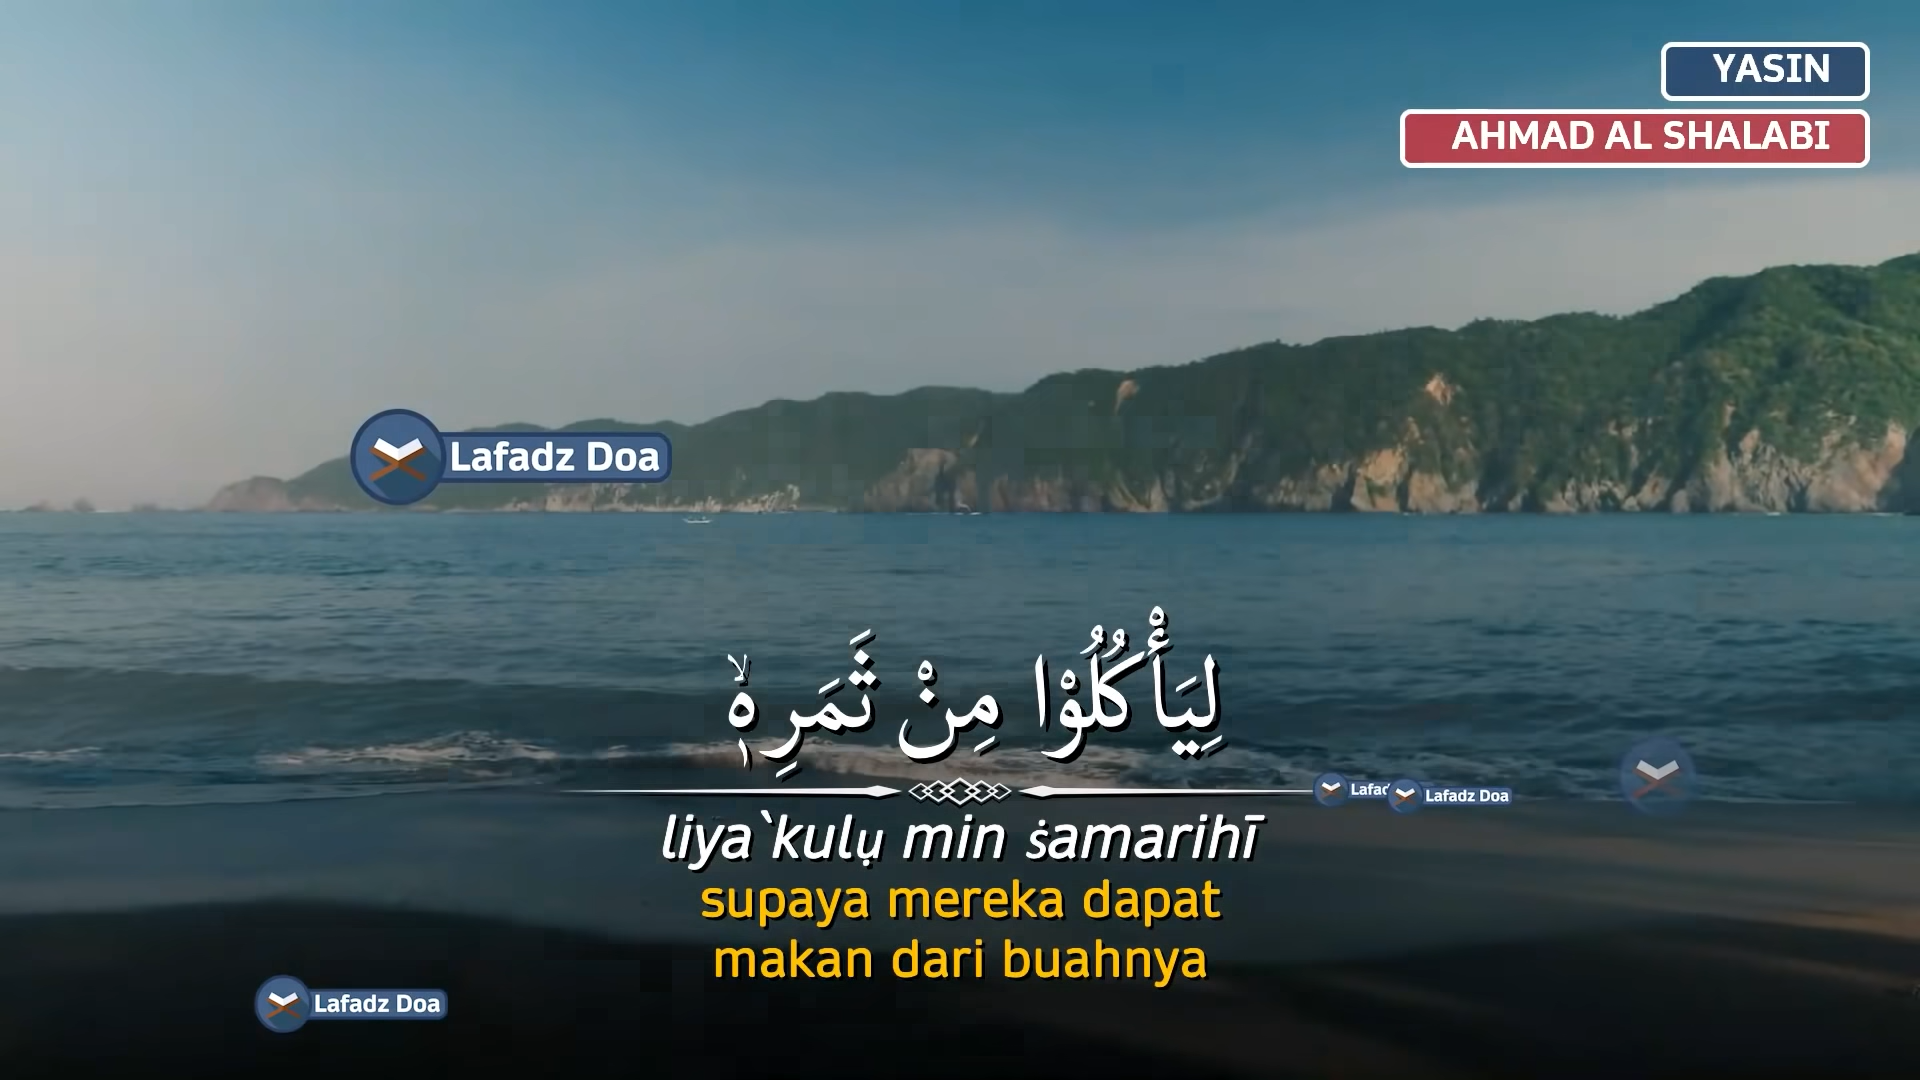 YASIN
AHMAD AL SHALABI
Lafadz Doa
لِيَأْكُلُوْا مِنْ ثَمَرِهٖۙ
Lafad
Lafadz Doa
liya`kulụ min ṡamarihī
supaya mereka dapat
makan dari buahnya
Lafadz Doa